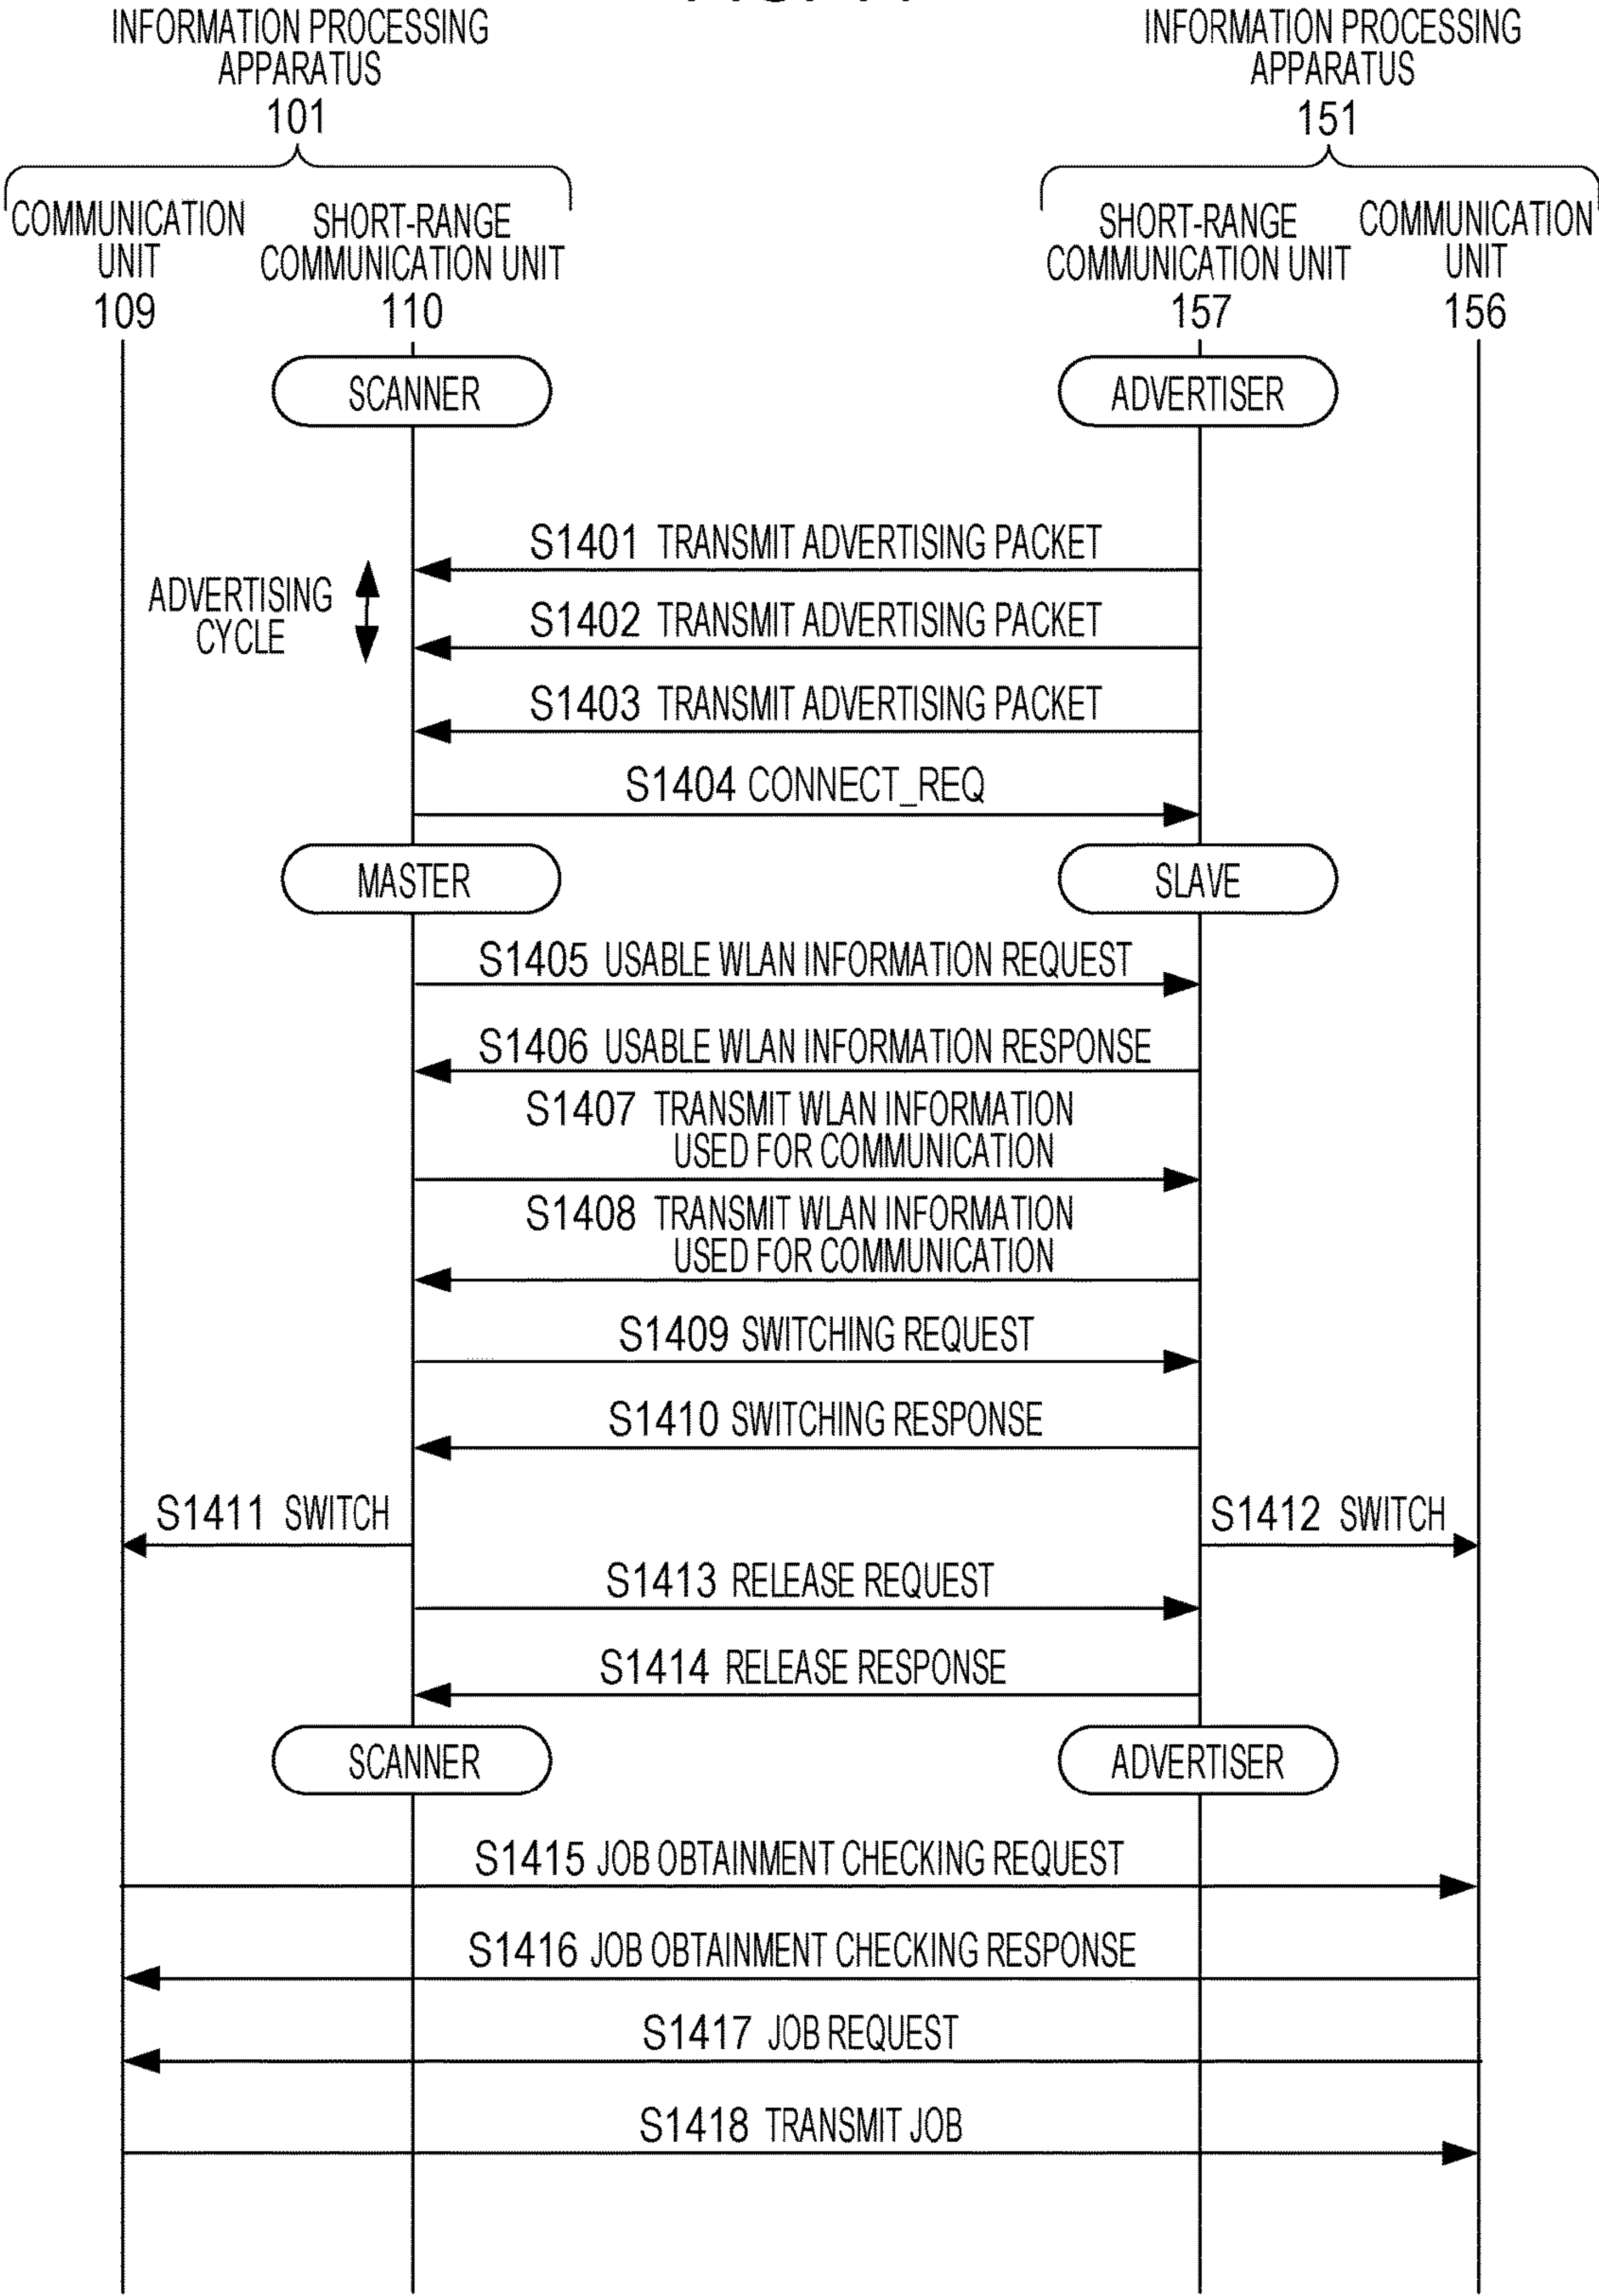 INFORMATION PROCESSING
APPARATUS
101
INFORMATION PROCESSING
APPARATUS
151
COMMUNICATION
UNIT
109
SHORT-RANGE
COMMUNICATION UNIT
110
SHORT-RANGE
COMMUNICATION UNIT
157
COMMUNICATION
UNIT
156
SCANNER
ADVERTISER
S1401 TRANSMIT ADVERTISING PACKET
ADVERTISING
CYCLE
S1402 TRANSMIT ADVERTISING PACKET
S1403 TRANSMIT ADVERTISING PACKET
S1404 CONNECT_REQ
MASTER
SLAVE
S1405 USABLE WLAN INFORMATION REQUEST
S1406 USABLE WLAN INFORMATION RESPONSE
S1407 TRANSMIT WLAN INFORMATION
USED FOR COMMUNICATION
S1408 TRANSMIT WLAN INFORMATION
USED FOR COMMUNICATION
S1409 SWITCHING REQUEST
S1410 SWITCHING RESPONSE
S1411 SWITCH
S1412 SWITCH
S1413 RELEASE REQUEST
S1414 RELEASE RESPONSE
SCANNER
ADVERTISER
S1415 JOB OBTAINMENT CHECKING REQUEST
S1416 JOB OBTAINMENT CHECKING RESPONSE
S1417 JOB REQUEST
S1418 TRANSMIT JOB